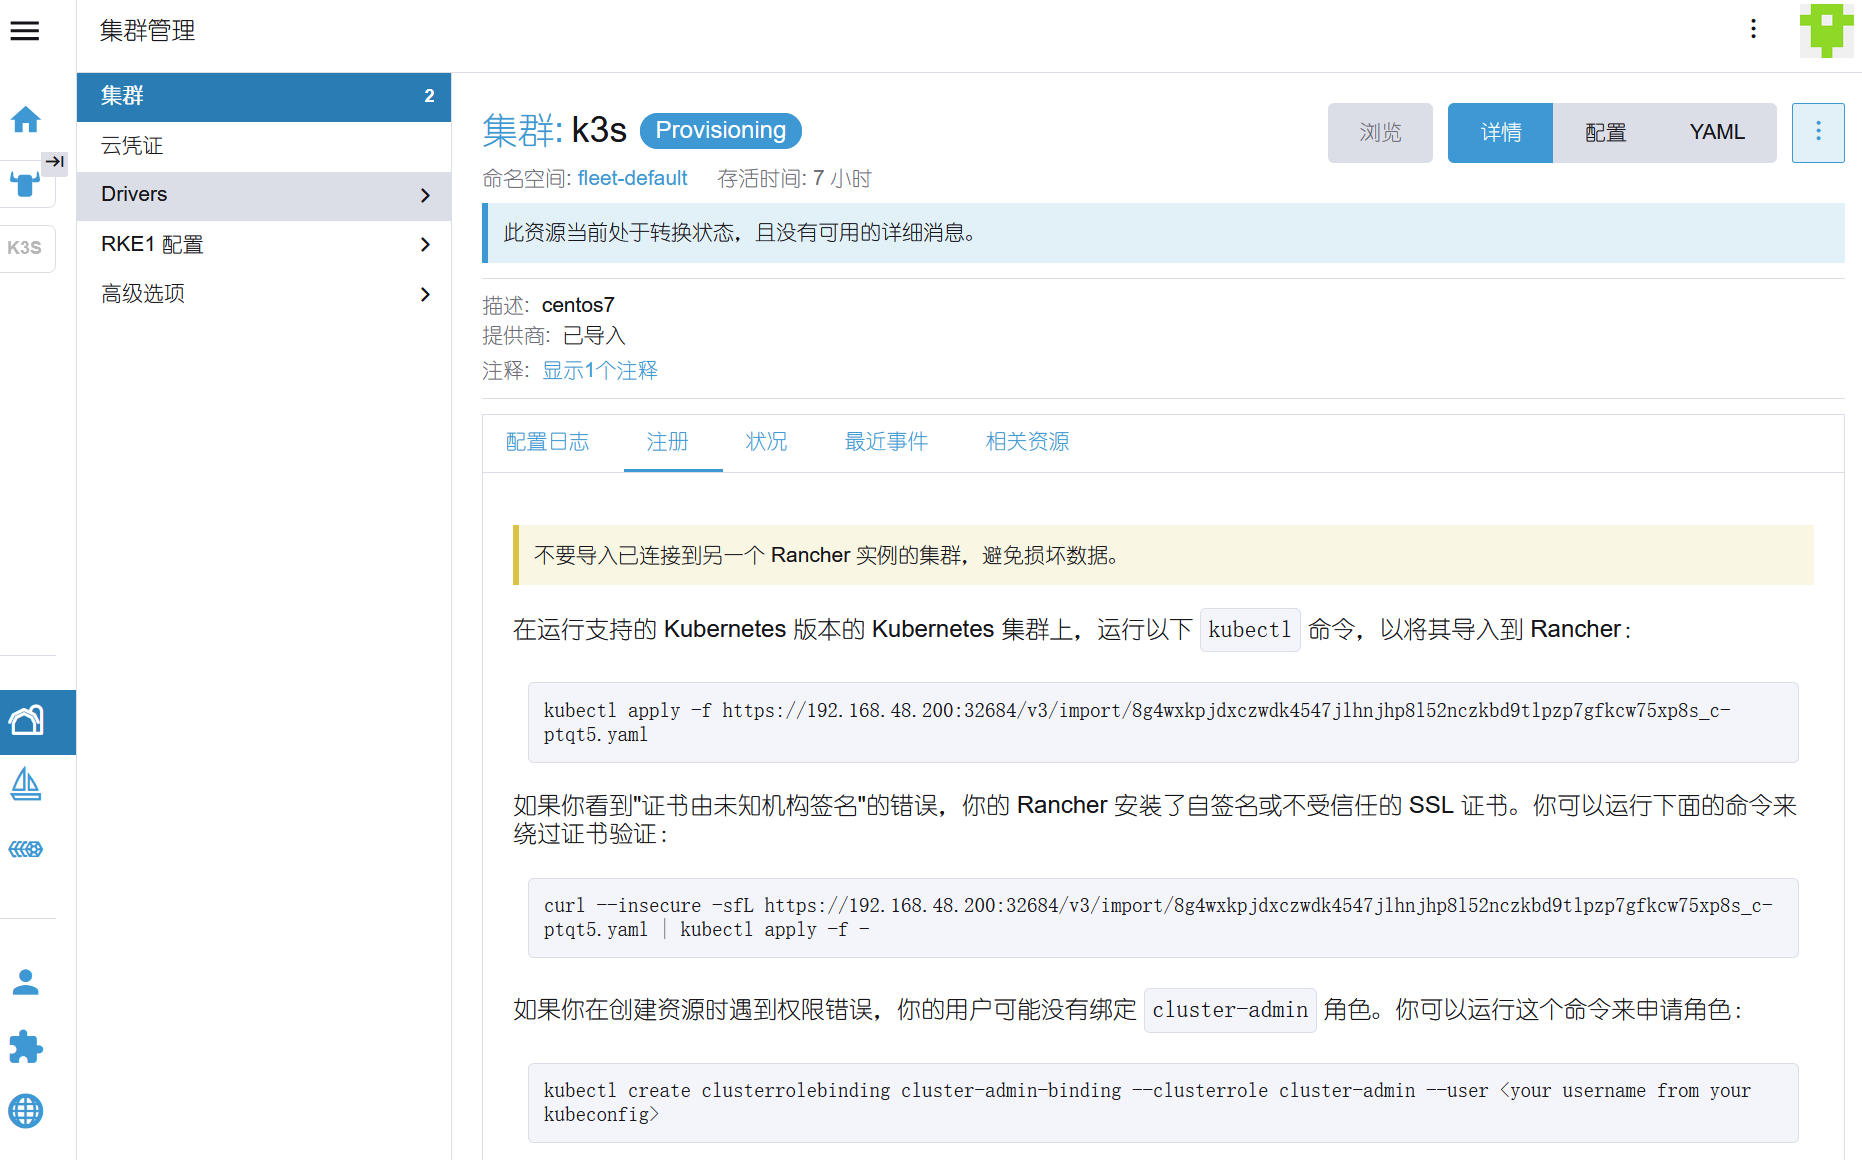 集群管理
集群 2
云凭证
Drivers
RKE1 配置
高级选项
K3S
集群: k3s Provisioning
浏览 详情 配置 YAML
命名空间: fleet-default 存活时间: 7 小时
此资源当前处于转换状态，且没有可用的详细消息。
描述: centos7
提供商: 已导入
注释: 显示1个注释
配置日志 注册 状况 最近事件 相关资源
不要导入已连接到另一个 Rancher 实例的集群，避免损坏数据。
在运行支持的 Kubernetes 版本的 Kubernetes 集群上，运行以下 kubectl 命令，以将其导入到 Rancher：
kubectl apply -f https://192.168.48.200:32684/v3/import/8g4wxkpjdxczwdk4547jlhnjhp8l52nczkbd9tlpzp7gfkcw75xp8s_c-
ptqt5.yaml
如果你看到"证书由未知机构签名"的错误，你的 Rancher 安装了自签名或不受信任的 SSL 证书。你可以运行下面的命令来
绕过证书验证：
curl --insecure -sfL https://192.168.48.200:32684/v3/import/8g4wxkpjdxczwdk4547jlhnjhp8l52nczkbd9tlpzp7gfkcw75xp8s_c-
ptqt5.yaml | kubectl apply -f -
如果你在创建资源时遇到权限错误，你的用户可能没有绑定 cluster-admin 角色。你可以运行这个命令来申请角色：
kubectl create clusterrolebinding cluster-admin-binding --clusterrole cluster-admin --user <your username from your
kubeconfig>